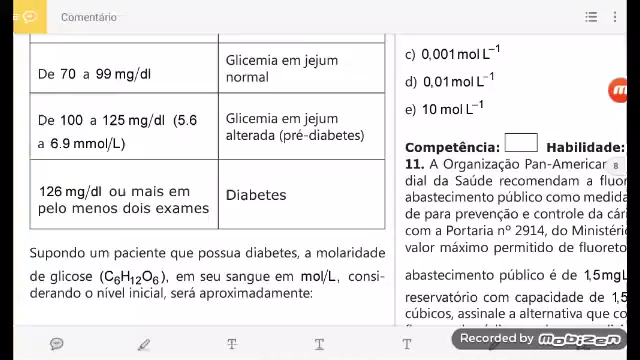 Comentário
De 70 a 99 mg/dl
Glicemia em jejum
normal
De 100 a 125 mg/dl (5.6
a 6.9 mmol/L)
Glicemia em jejum
alterada (pré-diabetes)
126 mg/dl ou mais em
pelo menos dois exames
Diabetes
Supondo um paciente que possua diabetes, a molaridade
de glicose (C₆H₁₂O₆), em seu sangue em mol/L, consi-
derando o nível inicial, será aproximadamente:
c) 0,001 mol L⁻¹
d) 0,01 mol L⁻¹
e) 10 mol L⁻¹
Competência: Habilidade:
11. A Organização Pan-American
dial da Saúde recomendam a fluor
abastecimento público como medida
de para prevenção e controle da cári
com a Portaria nº 2914, do Ministéri
valor máximo permitido de fluoreto
abastecimento público é de 1,5 mgL
reservatório com capacidade de 1,5
cúbicos, assinale a alternativa que co
8
Recorded by mobizen